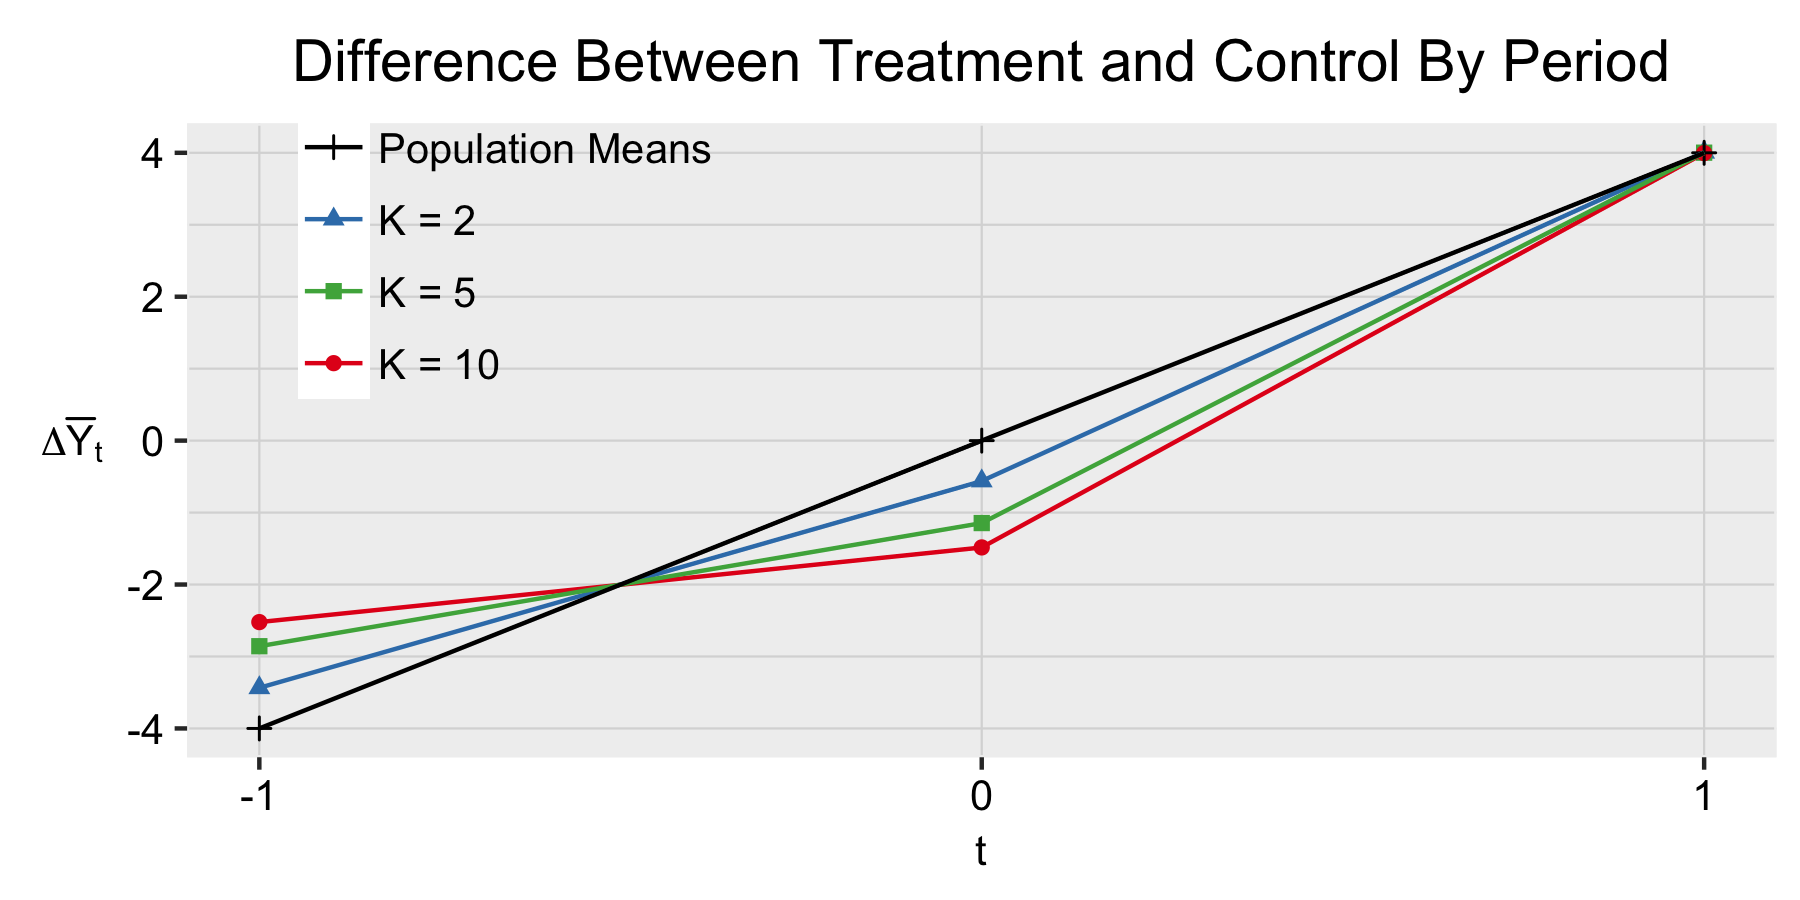 Difference Between Treatment and Control By Period
Population Means
K = 2
K = 5
K = 10
4
2
0
-2
-4
ΔY̅ₜ
-1 0 1
t